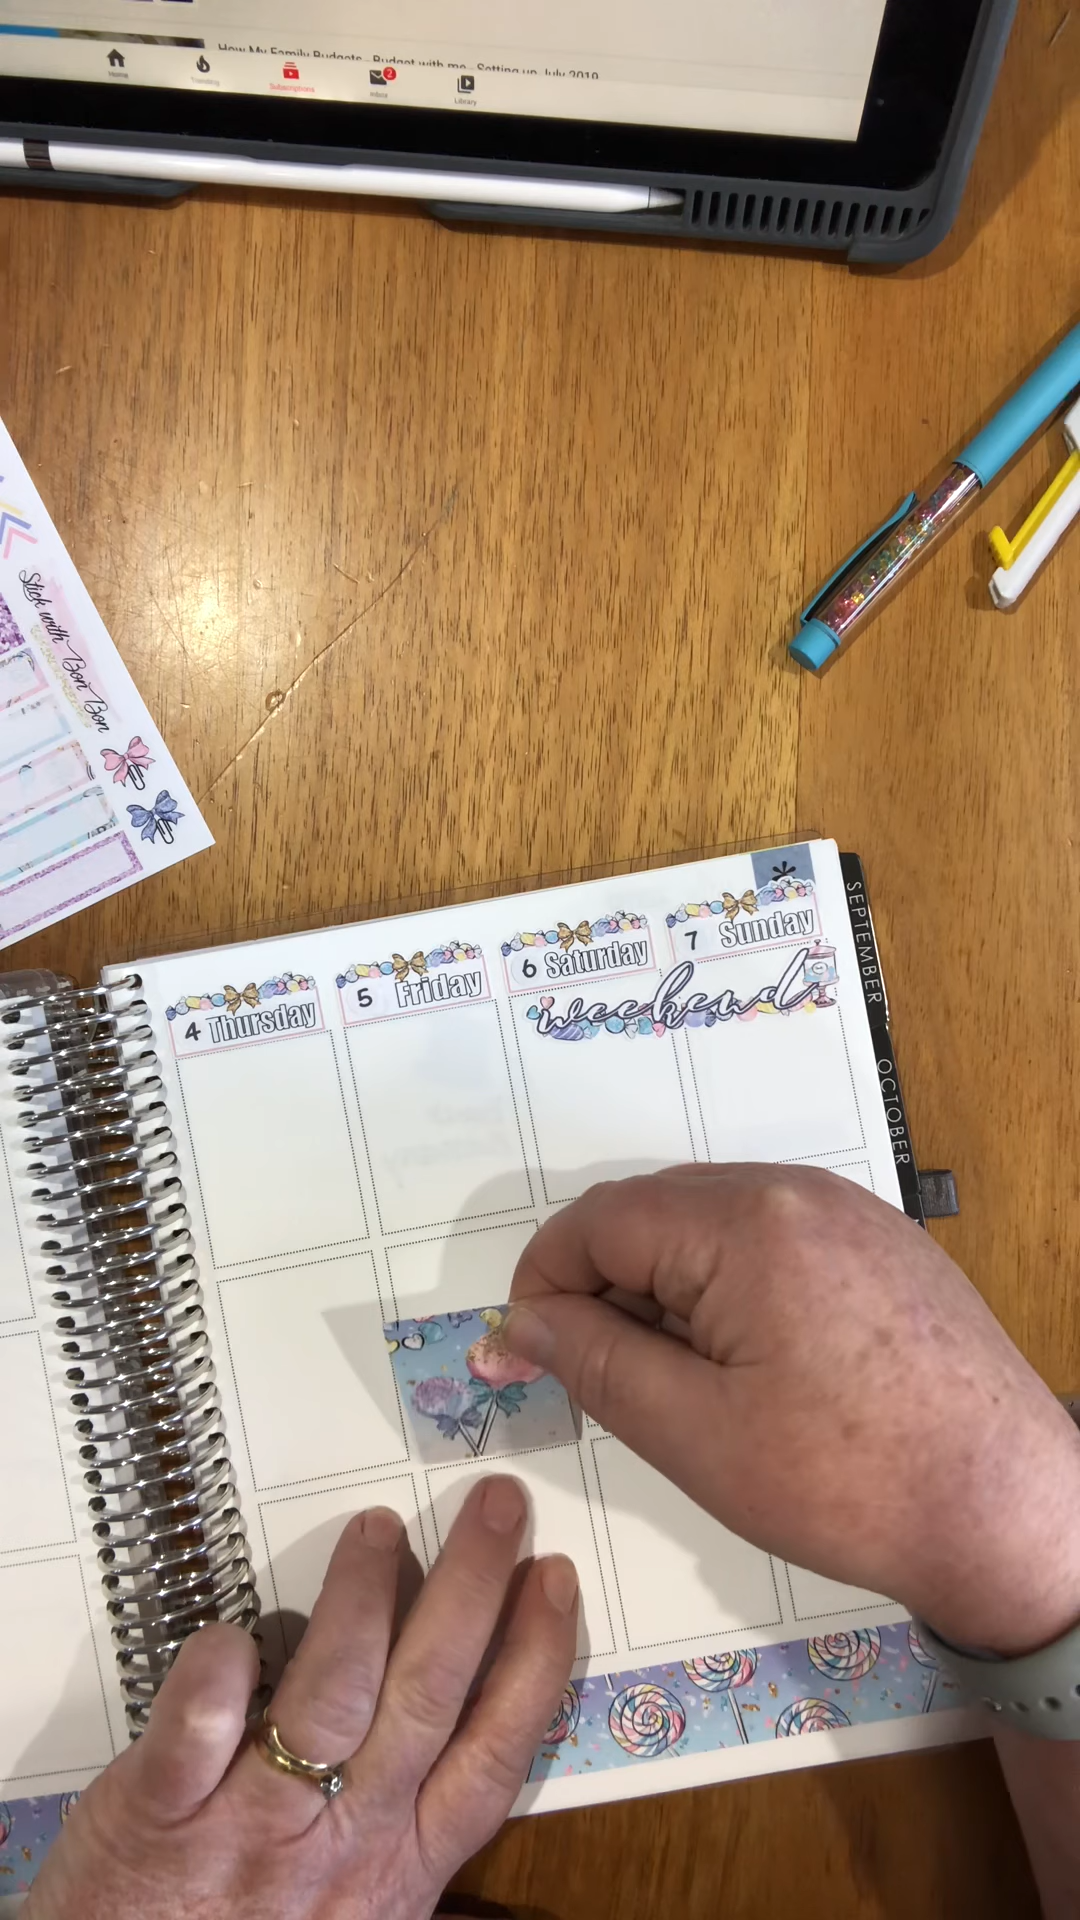 How My Family Budgets - Budget with me - Setting up July 2019
Home
Trending
Subscriptions
2
Inbox
Library
Stick with Bon Bon
SEPTEMBER
OCTOBER
4 Thursday
5 Friday
6 Saturday
7 Sunday
weekend